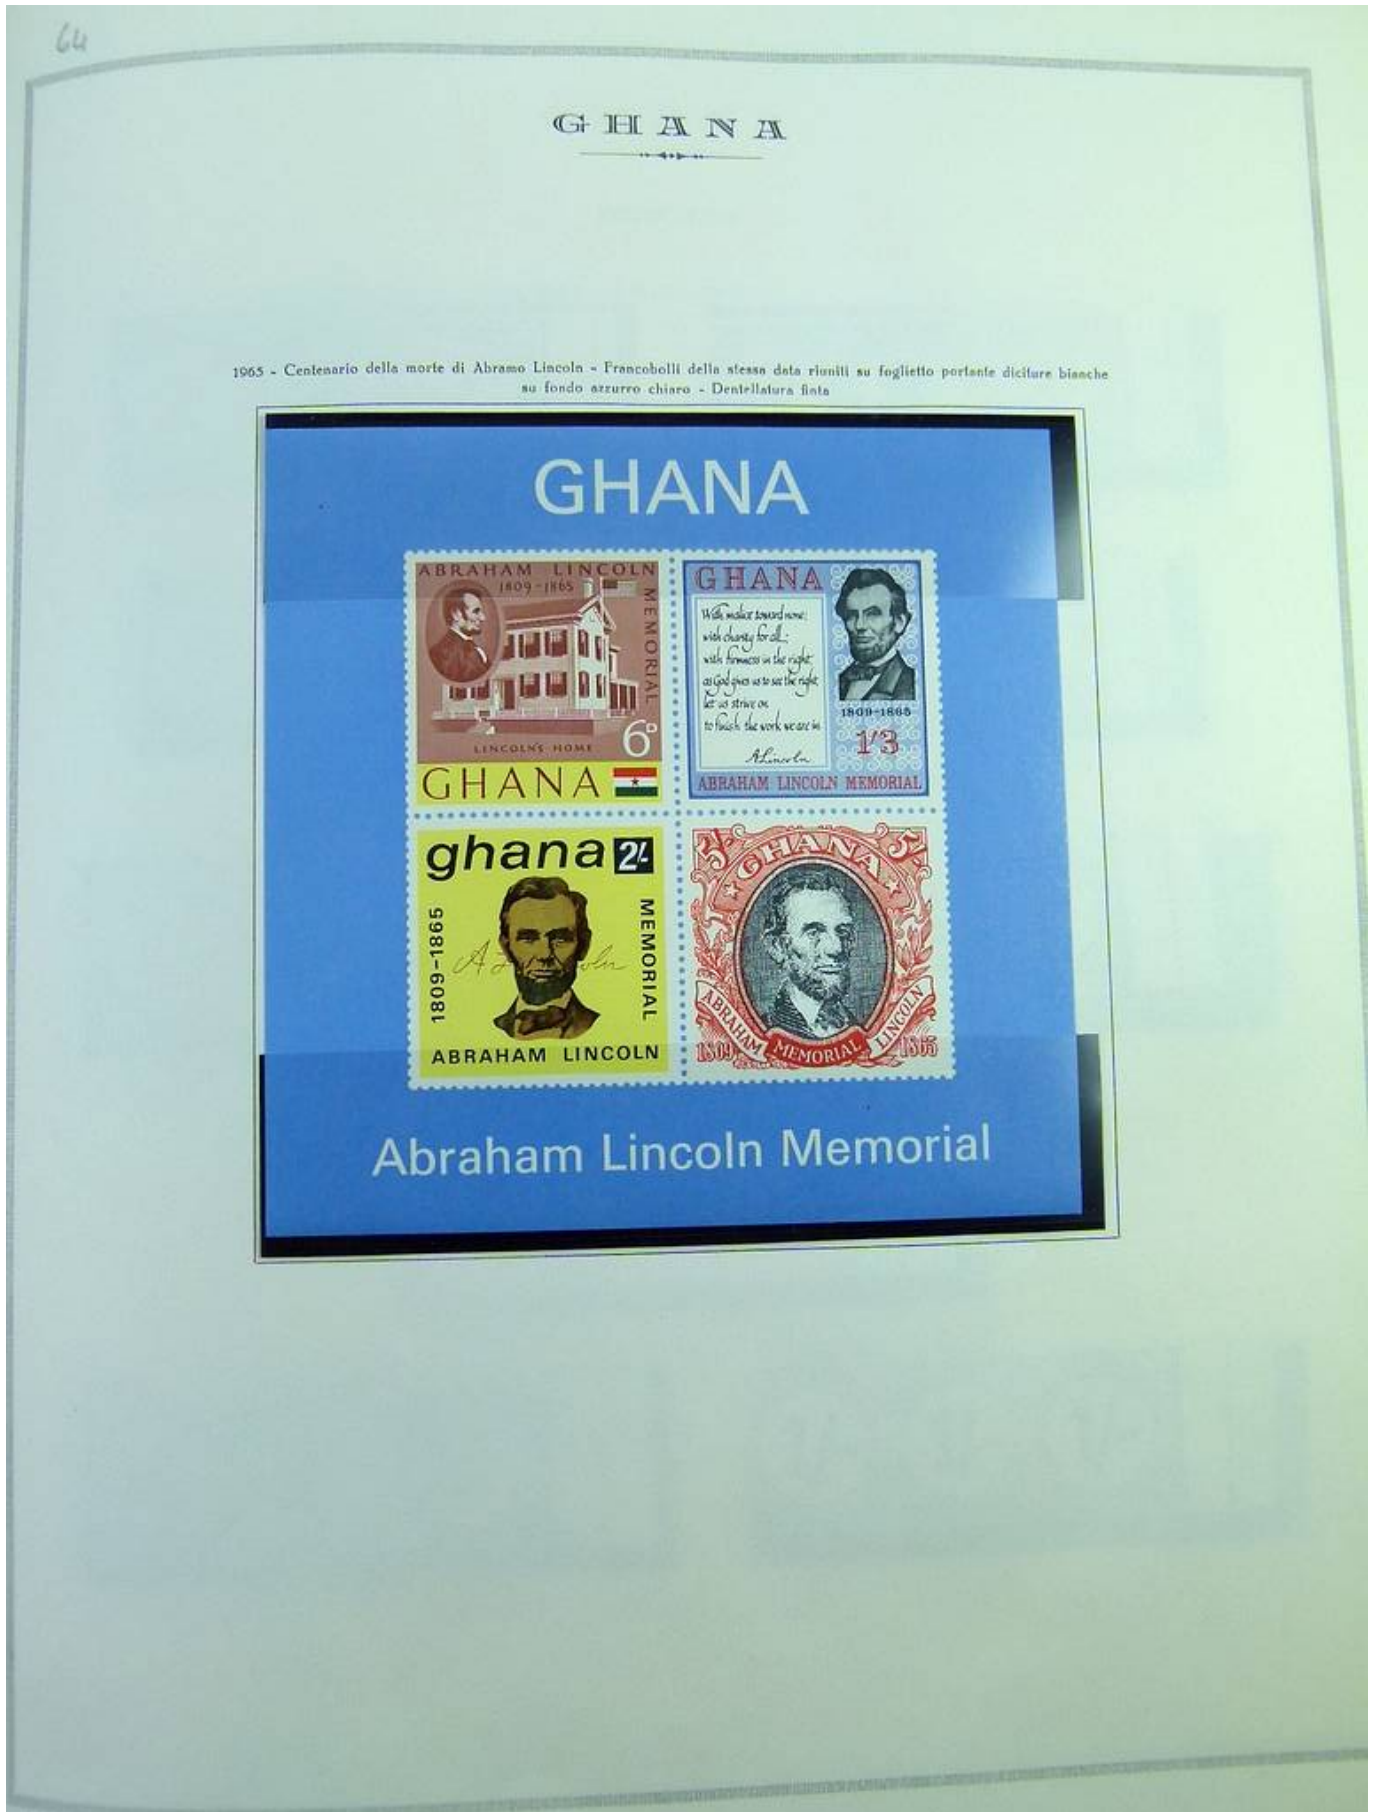 64
GHANA
1965 - Centenario della morte di Abramo Lincoln - Francobolli della stessa data riuniti su foglietto portante diciture bianche
su fondo azzurro chiaro - Dentellatura finta
GHANA
ABRAHAM LINCOLN
1809-1865
MEMORIAL
LINCOLN'S HOME
6D
GHANA
GHANA
With malice toward none;
with charity for all;
with firmness in the right,
as God gives us to see the right,
let us strive on
to finish the work we are in
A. Lincoln
1809-1865
1/3
ABRAHAM LINCOLN MEMORIAL
ghana 2/-
1809-1865
MEMORIAL
ABRAHAM LINCOLN
5/- GHANA 5/-
ABRAHAM MEMORIAL LINCOLN
1809 1865
Abraham Lincoln Memorial